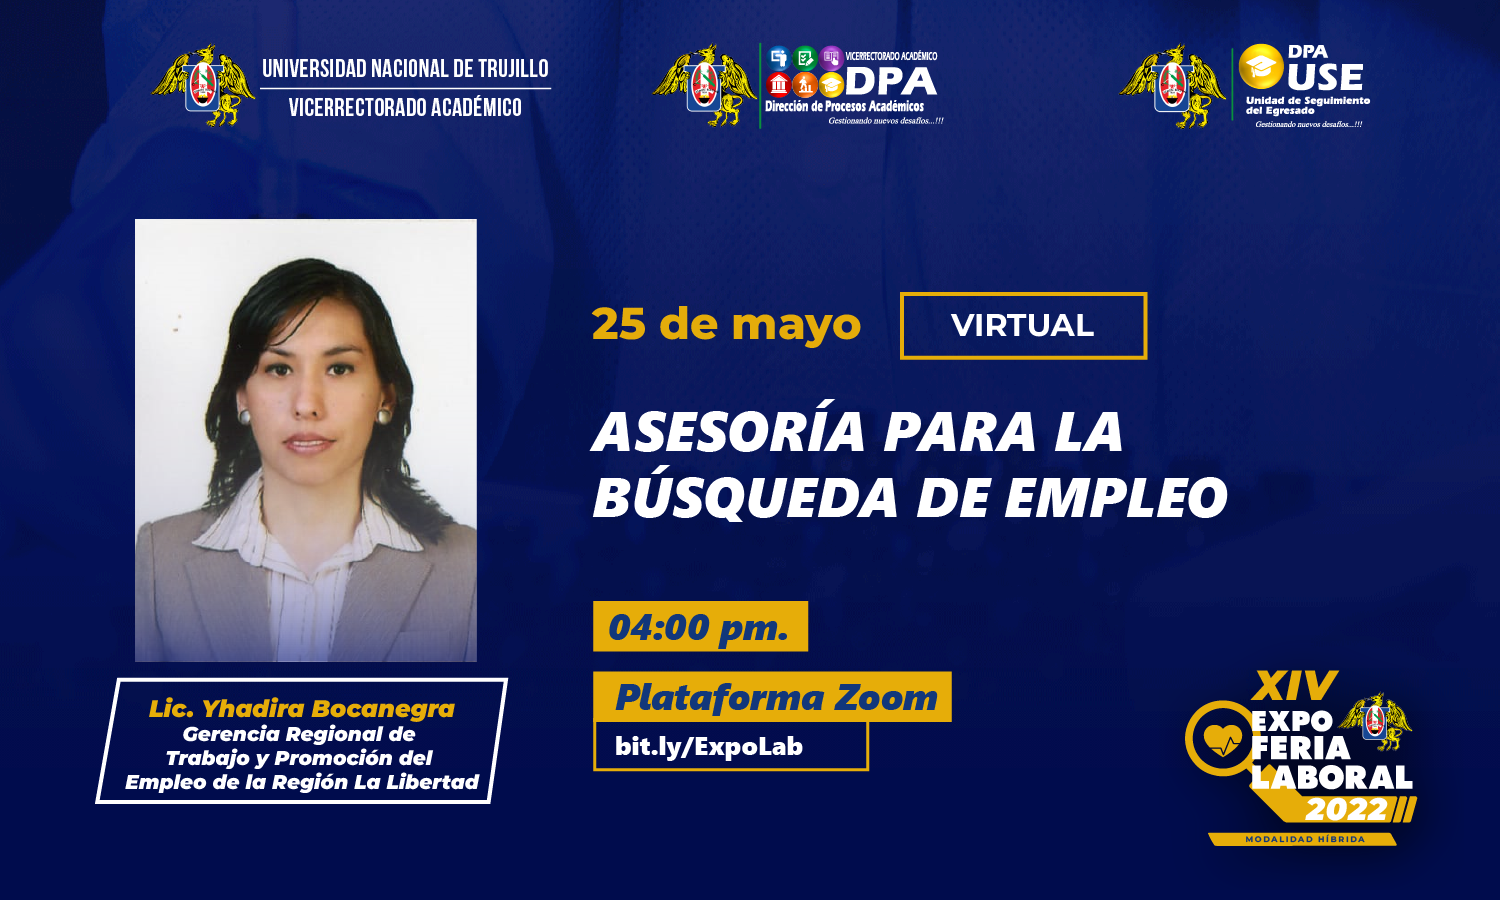 UNIVERSIDAD NACIONAL DE TRUJILLO
VICERRECTORADO ACADÉMICO
VICERRECTORADO ACADÉMICO
DPA
Dirección de Procesos Académicos
Gestionando nuevos desafíos...!!!
DPA
USE
Unidad de Seguimiento
del Egresado
Gestionando nuevos desafíos...!!!
25 de mayo
VIRTUAL
ASESORÍA PARA LA
BÚSQUEDA DE EMPLEO
04:00 pm.
Plataforma Zoom
bit.ly/ExpoLab
Lic. Yhadira Bocanegra
Gerencia Regional de
Trabajo y Promoción del
Empleo de la Región La Libertad
XIV
EXPO
FERIA
LABORAL
2022
MODALIDAD HÍBRIDA